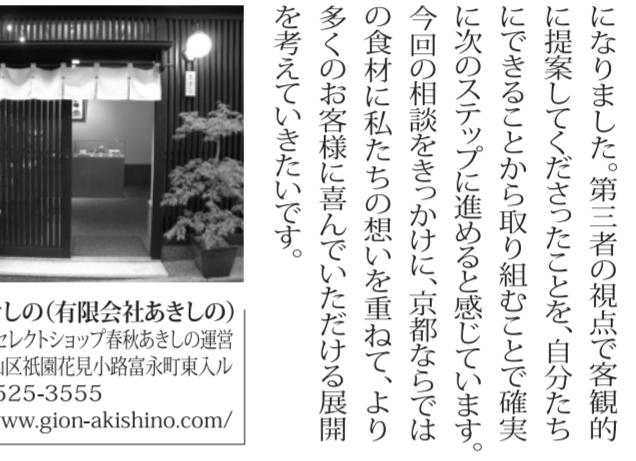 になりました。第三者の視点で客観的
に提案してくださったことを、自分たち
にできることから取り組むことで確実
に次のステップに進めると感じています。
今回の相談をきっかけに、京都ならでは
の食材に私たちの想いを重ねて、より
多くのお客様に喜んでいただける展開
を考えていきたいです。
しの（有限会社あきしの）
セレクトショップ春秋あきしの運営
山区祇園花見小路富永町東入ル
525-3555
ww.gion-akishino.com/